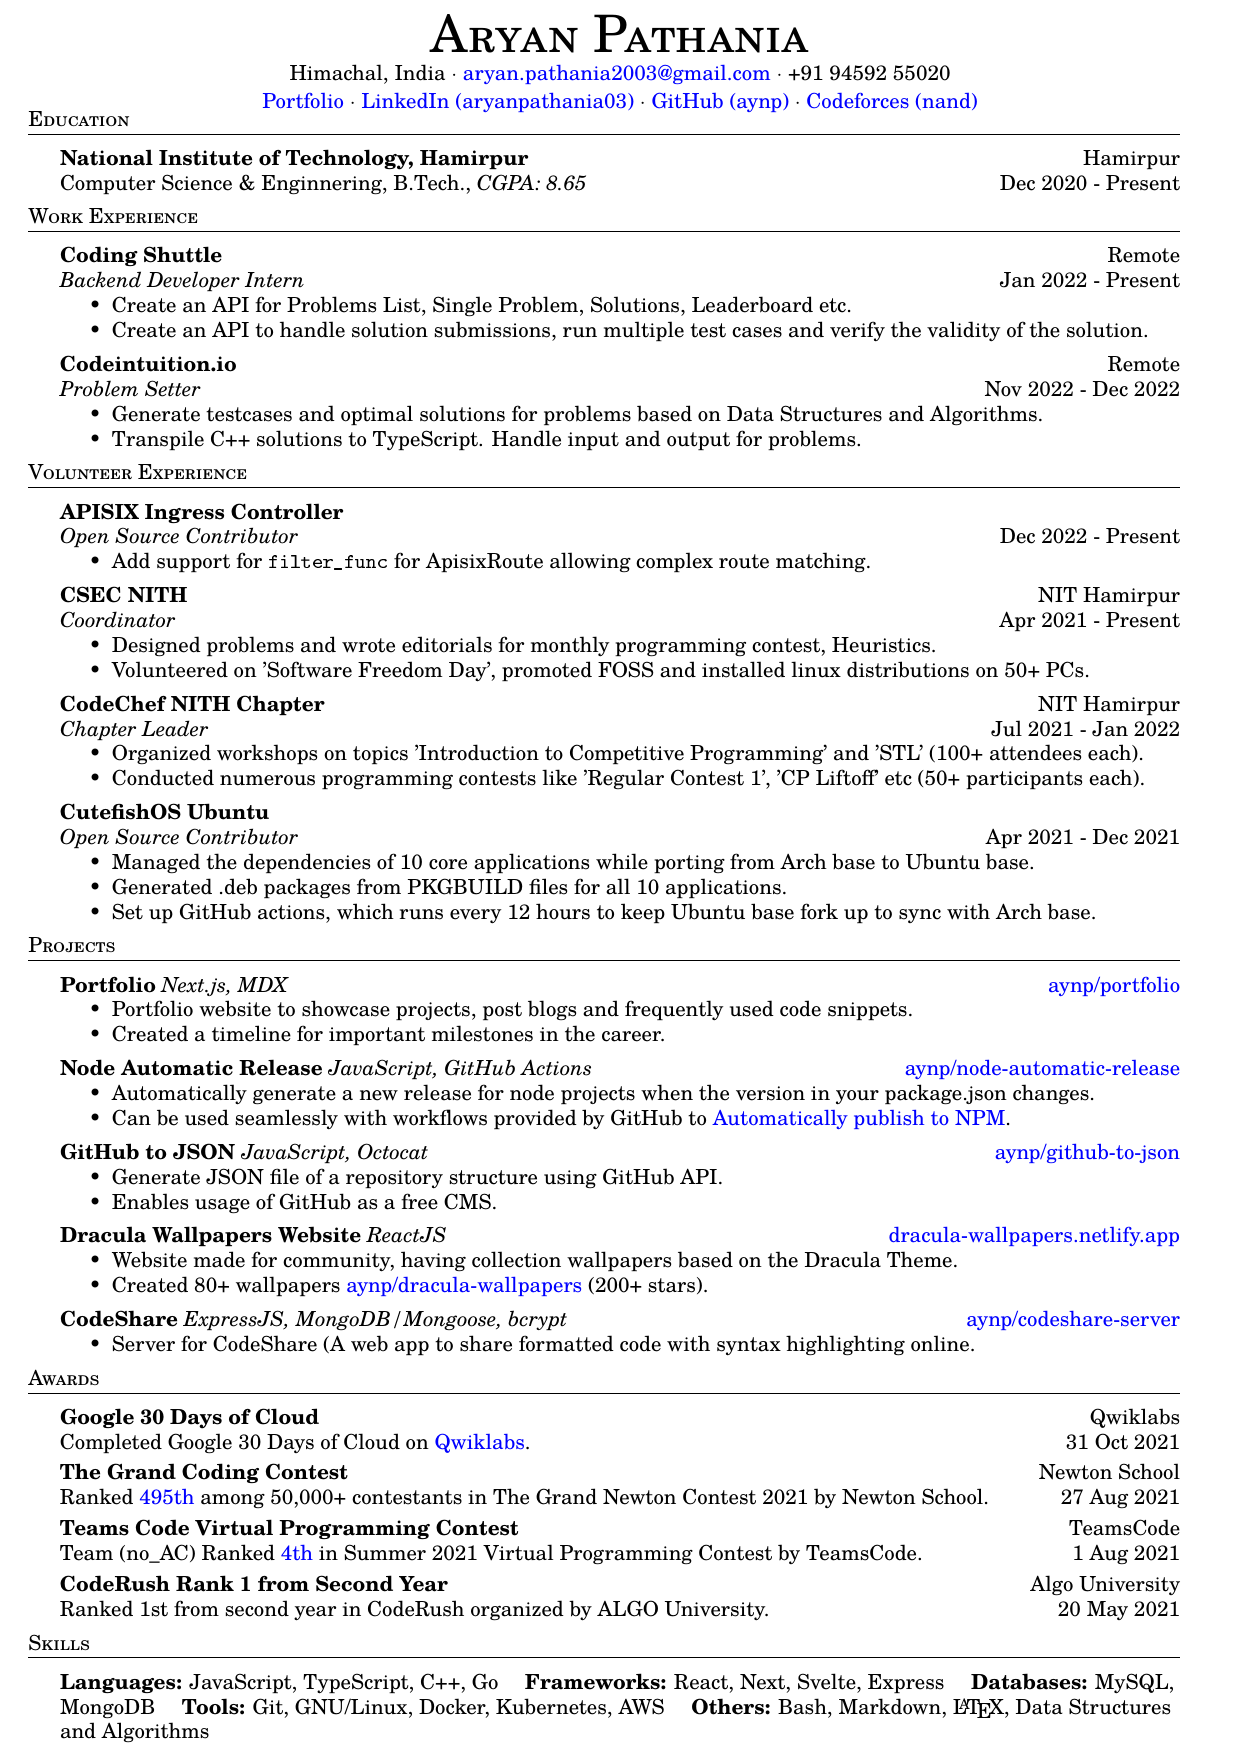 Aryan Pathania
Himachal, India · aryan.pathania2003@gmail.com · +91 94592 55020
Portfolio · LinkedIn (aryanpathania03) · GitHub (aynp) · Codeforces (nand)
Education
National Institute of Technology, Hamirpur Hamirpur
Computer Science & Enginnering, B.Tech., CGPA: 8.65 Dec 2020 - Present
Work Experience
Coding Shuttle Remote
Backend Developer Intern Jan 2022 - Present
• Create an API for Problems List, Single Problem, Solutions, Leaderboard etc.
• Create an API to handle solution submissions, run multiple test cases and verify the validity of the solution.
Codeintuition.io Remote
Problem Setter Nov 2022 - Dec 2022
• Generate testcases and optimal solutions for problems based on Data Structures and Algorithms.
• Transpile C++ solutions to TypeScript. Handle input and output for problems.
Volunteer Experience
APISIX Ingress Controller
Open Source Contributor Dec 2022 - Present
• Add support for filter_func for ApisixRoute allowing complex route matching.
CSEC NITH NIT Hamirpur
Coordinator Apr 2021 - Present
• Designed problems and wrote editorials for monthly programming contest, Heuristics.
• Volunteered on ’Software Freedom Day’, promoted FOSS and installed linux distributions on 50+ PCs.
CodeChef NITH Chapter NIT Hamirpur
Chapter Leader Jul 2021 - Jan 2022
• Organized workshops on topics ’Introduction to Competitive Programming’ and ’STL’ (100+ attendees each).
• Conducted numerous programming contests like ’Regular Contest 1’, ’CP Liftoff’ etc (50+ participants each).
CutefishOS Ubuntu
Open Source Contributor Apr 2021 - Dec 2021
• Managed the dependencies of 10 core applications while porting from Arch base to Ubuntu base.
• Generated .deb packages from PKGBUILD files for all 10 applications.
• Set up GitHub actions, which runs every 12 hours to keep Ubuntu base fork up to sync with Arch base.
Projects
Portfolio Next.js, MDX aynp/portfolio
• Portfolio website to showcase projects, post blogs and frequently used code snippets.
• Created a timeline for important milestones in the career.
Node Automatic Release JavaScript, GitHub Actions aynp/node-automatic-release
• Automatically generate a new release for node projects when the version in your package.json changes.
• Can be used seamlessly with workflows provided by GitHub to Automatically publish to NPM.
GitHub to JSON JavaScript, Octocat aynp/github-to-json
• Generate JSON file of a repository structure using GitHub API.
• Enables usage of GitHub as a free CMS.
Dracula Wallpapers Website ReactJS dracula-wallpapers.netlify.app
• Website made for community, having collection wallpapers based on the Dracula Theme.
• Created 80+ wallpapers aynp/dracula-wallpapers (200+ stars).
CodeShare ExpressJS, MongoDB/Mongoose, bcrypt aynp/codeshare-server
• Server for CodeShare (A web app to share formatted code with syntax highlighting online.
Awards
Google 30 Days of Cloud Qwiklabs
Completed Google 30 Days of Cloud on Qwiklabs. 31 Oct 2021
The Grand Coding Contest Newton School
Ranked 495th among 50,000+ contestants in The Grand Newton Contest 2021 by Newton School. 27 Aug 2021
Teams Code Virtual Programming Contest TeamsCode
Team (no_AC) Ranked 4th in Summer 2021 Virtual Programming Contest by TeamsCode. 1 Aug 2021
CodeRush Rank 1 from Second Year Algo University
Ranked 1st from second year in CodeRush organized by ALGO University. 20 May 2021
Skills
Languages: JavaScript, TypeScript, C++, Go Frameworks: React, Next, Svelte, Express Databases: MySQL,
MongoDB Tools: Git, GNU/Linux, Docker, Kubernetes, AWS Others: Bash, Markdown, LATEX, Data Structures
and Algorithms